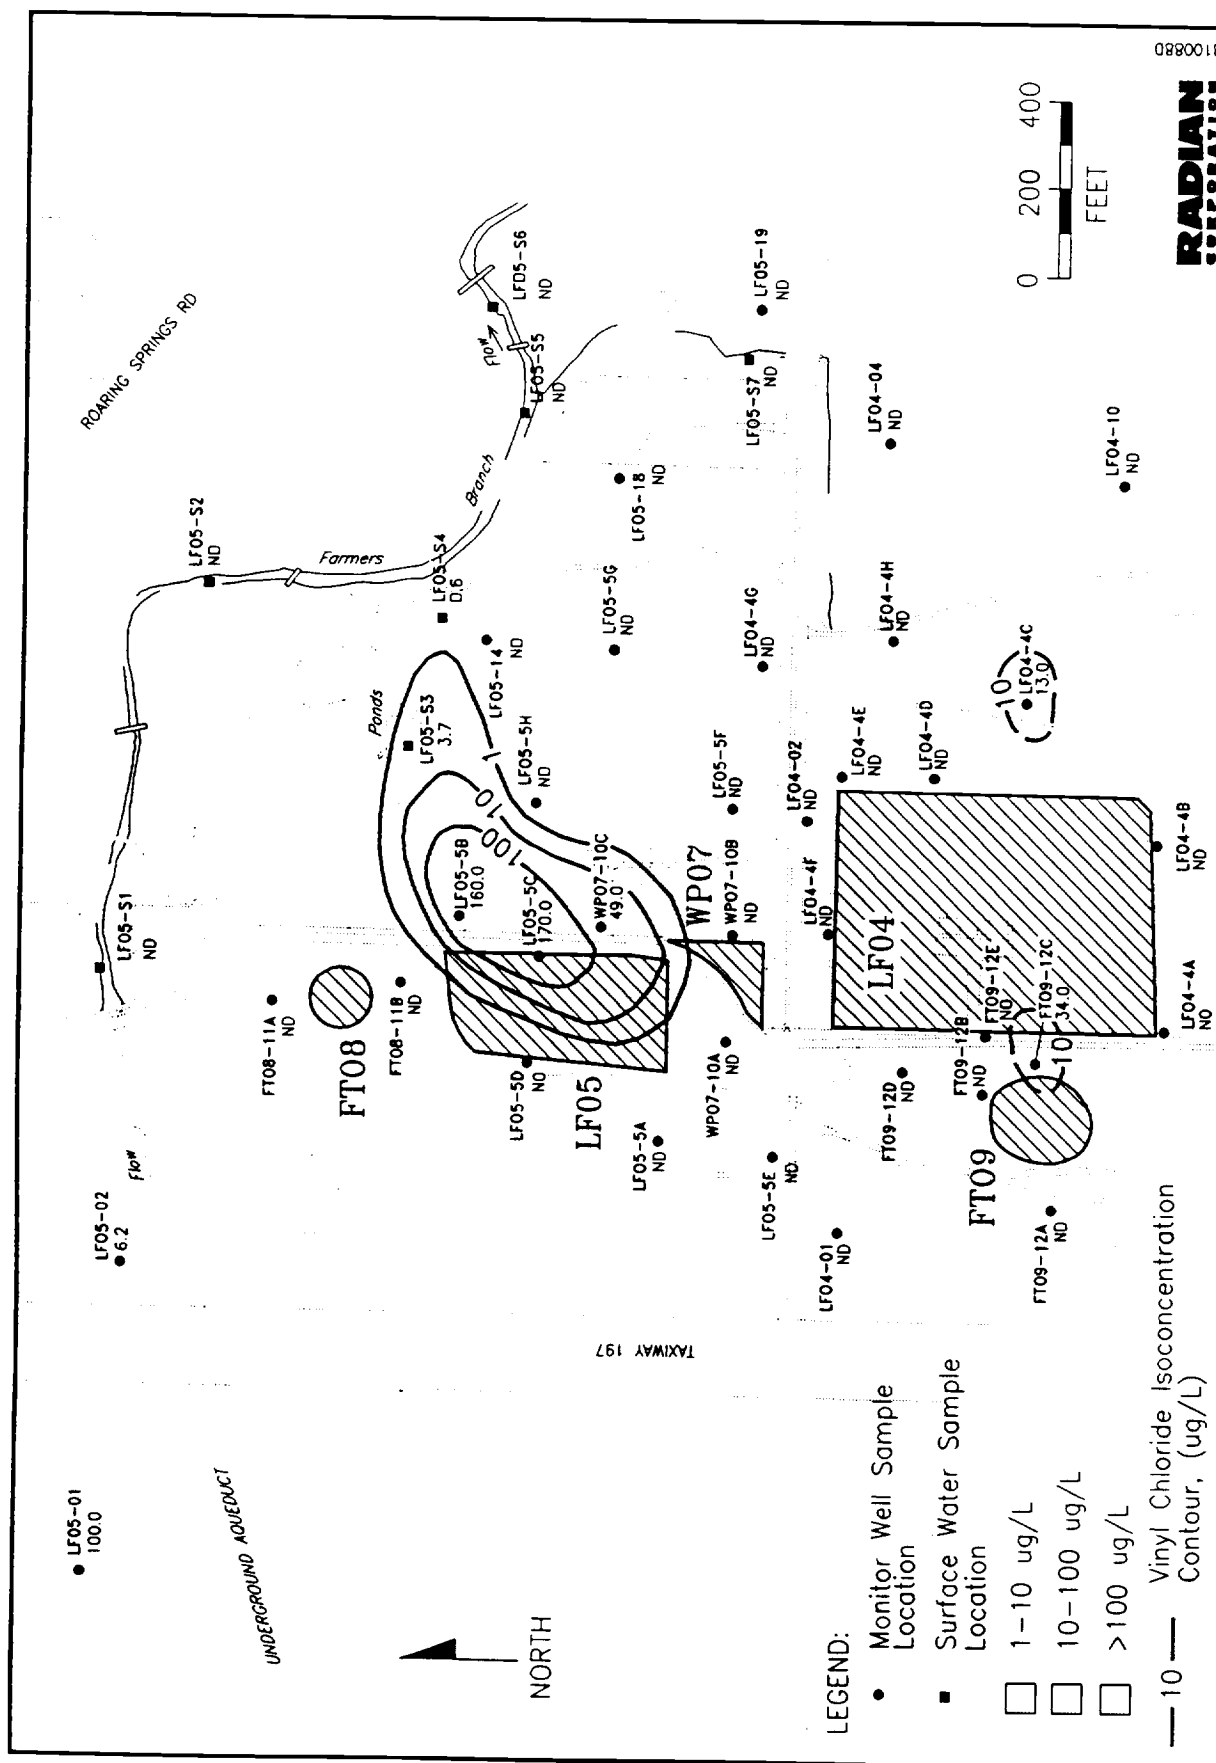 310088D
ROARING SPRINGS RD
LF05-01
100.0
LF05-02
6.2
Flow
LF05-S1
ND
LF05-S2
ND
UNDERGROUND AQUEDUCT
FT08-11A
ND
FT08
FT08-11B
ND
Farmers
Branch
Ponds
LF05-S3
3.7
LF05-S4
0.6
LF05-S5
ND
Flow
LF05-S6
ND
LF05-14
ND
LF05-5H
ND
1
10
100
LF05-5B
160.0
LF05-5C
170.0
WP07-10C
49.0
LF05-5D
ND
LF05
LF05-5A
ND
LF05-5G
ND
LF05-18
ND
LF05-19
ND
LF05-S7
ND
TAXIWAY 197
WP07
WP07-10A
ND
WP07-10B
ND
LF05-5F
ND
LF04-4G
ND
LF05-5E
ND
LF04-01
ND
LF04-4F
ND
LF04-02
ND
LF04-4E
ND
LF04-4H
ND
LF04-04
ND
LF04
LF04-4D
ND
FT09-12D
ND
FT09-12B
ND
FT09-12E
ND
FT09-12C
34.0
10
FT09
FT09-12A
ND
10
LF04-4C
13.0
LF04-10
ND
LF04-4A
ND
LF04-4B
ND
NORTH
0 200 400
FEET
LEGEND:
Monitor Well Sample
Location
Surface Water Sample
Location
1-10 ug/L
10-100 ug/L
>100 ug/L
10 Vinyl Chloride Isoconcentration
Contour, (ug/L)
RADIAN
CORPORATION